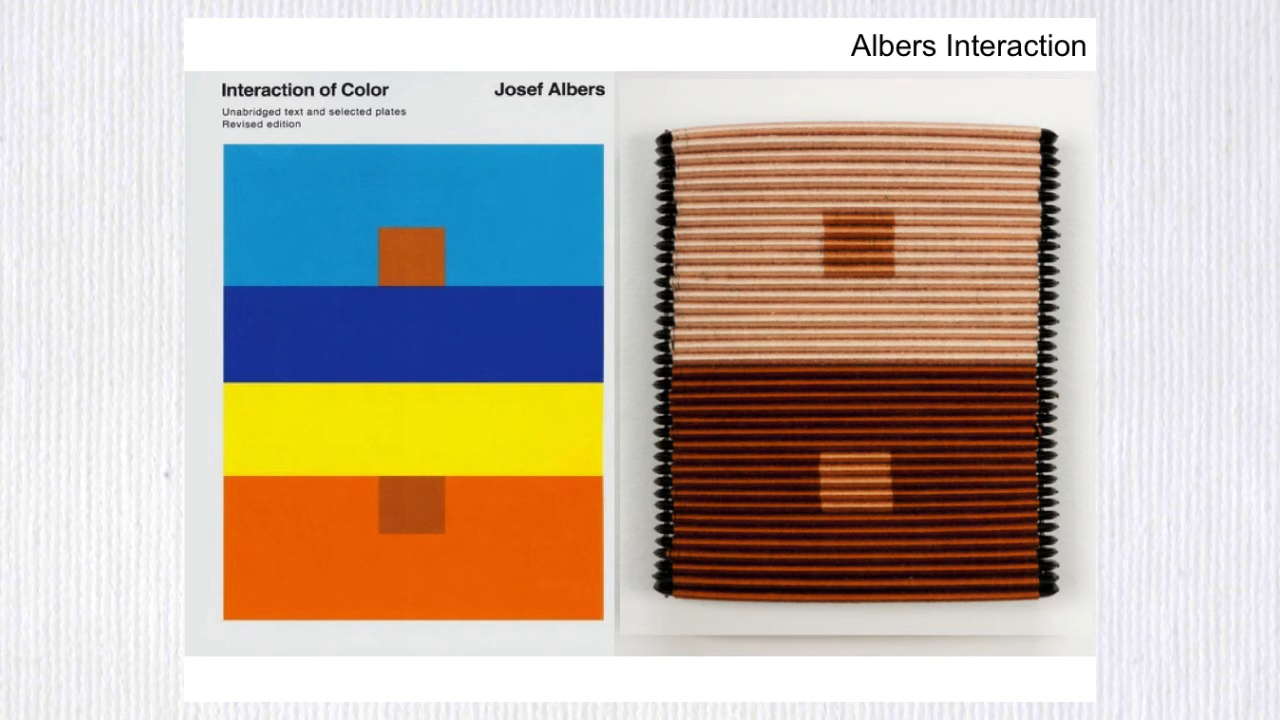 Albers Interaction
Interaction of Color
Josef Albers
Unabridged text and selected plates
Revised edition